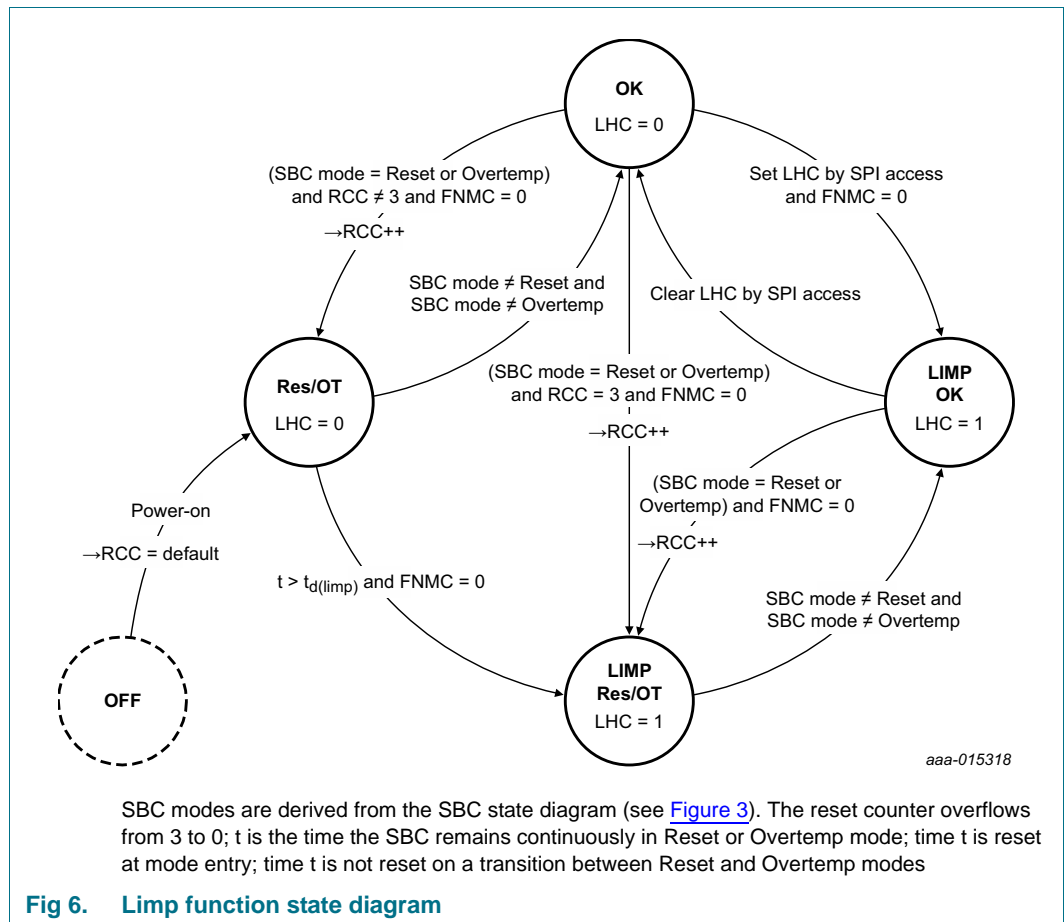 OK
LHC = 0
(SBC mode = Reset or Overtemp)
and RCC ≠ 3 and FNMC = 0
→RCC++
Set LHC by SPI access
and FNMC = 0
SBC mode ≠ Reset and
SBC mode ≠ Overtemp
Clear LHC by SPI access
Res/OT
LHC = 0
(SBC mode = Reset or Overtemp)
and RCC = 3 and FNMC = 0
→RCC++
LIMP
OK
LHC = 1
(SBC mode = Reset or
Overtemp) and FNMC = 0
→RCC++
Power-on
→RCC = default
t > td(limp) and FNMC = 0
SBC mode ≠ Reset and
SBC mode ≠ Overtemp
OFF
LIMP
Res/OT
LHC = 1
aaa-015318
SBC modes are derived from the SBC state diagram (see Figure 3). The reset counter overflows
from 3 to 0; t is the time the SBC remains continuously in Reset or Overtemp mode; time t is reset
at mode entry; time t is not reset on a transition between Reset and Overtemp modes
Fig 6. Limp function state diagram